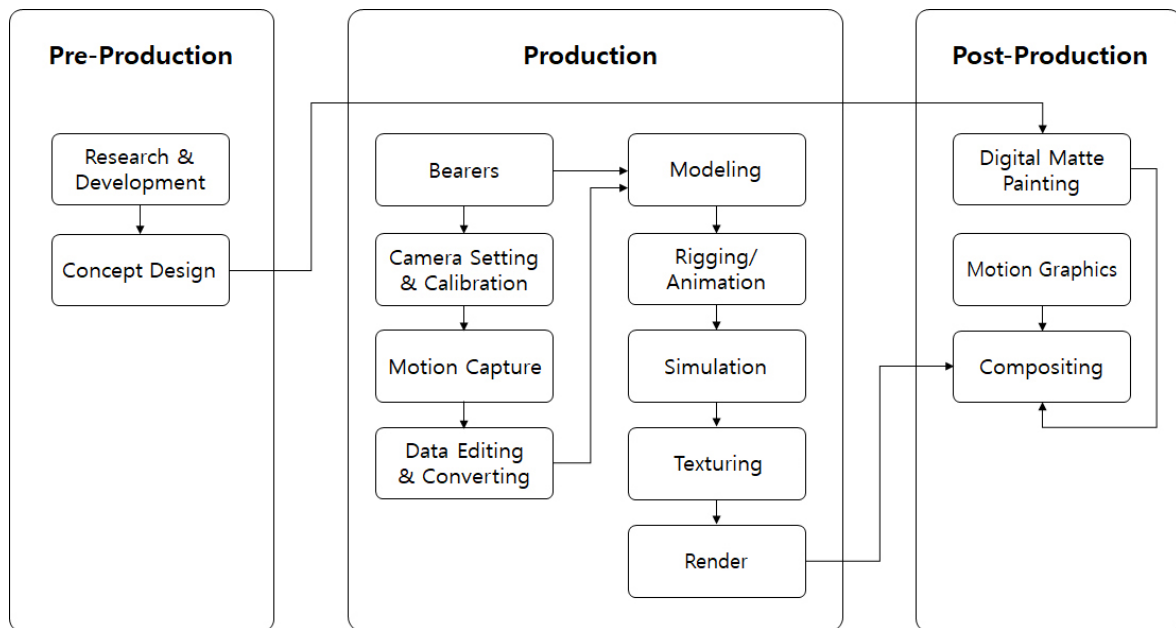 Pre-Production
Research &
Development
Concept Design
Production
Bearers
Camera Setting
& Calibration
Motion Capture
Data Editing
& Converting
Modeling
Rigging/
Animation
Simulation
Texturing
Render
Post-Production
Digital Matte
Painting
Motion Graphics
Compositing